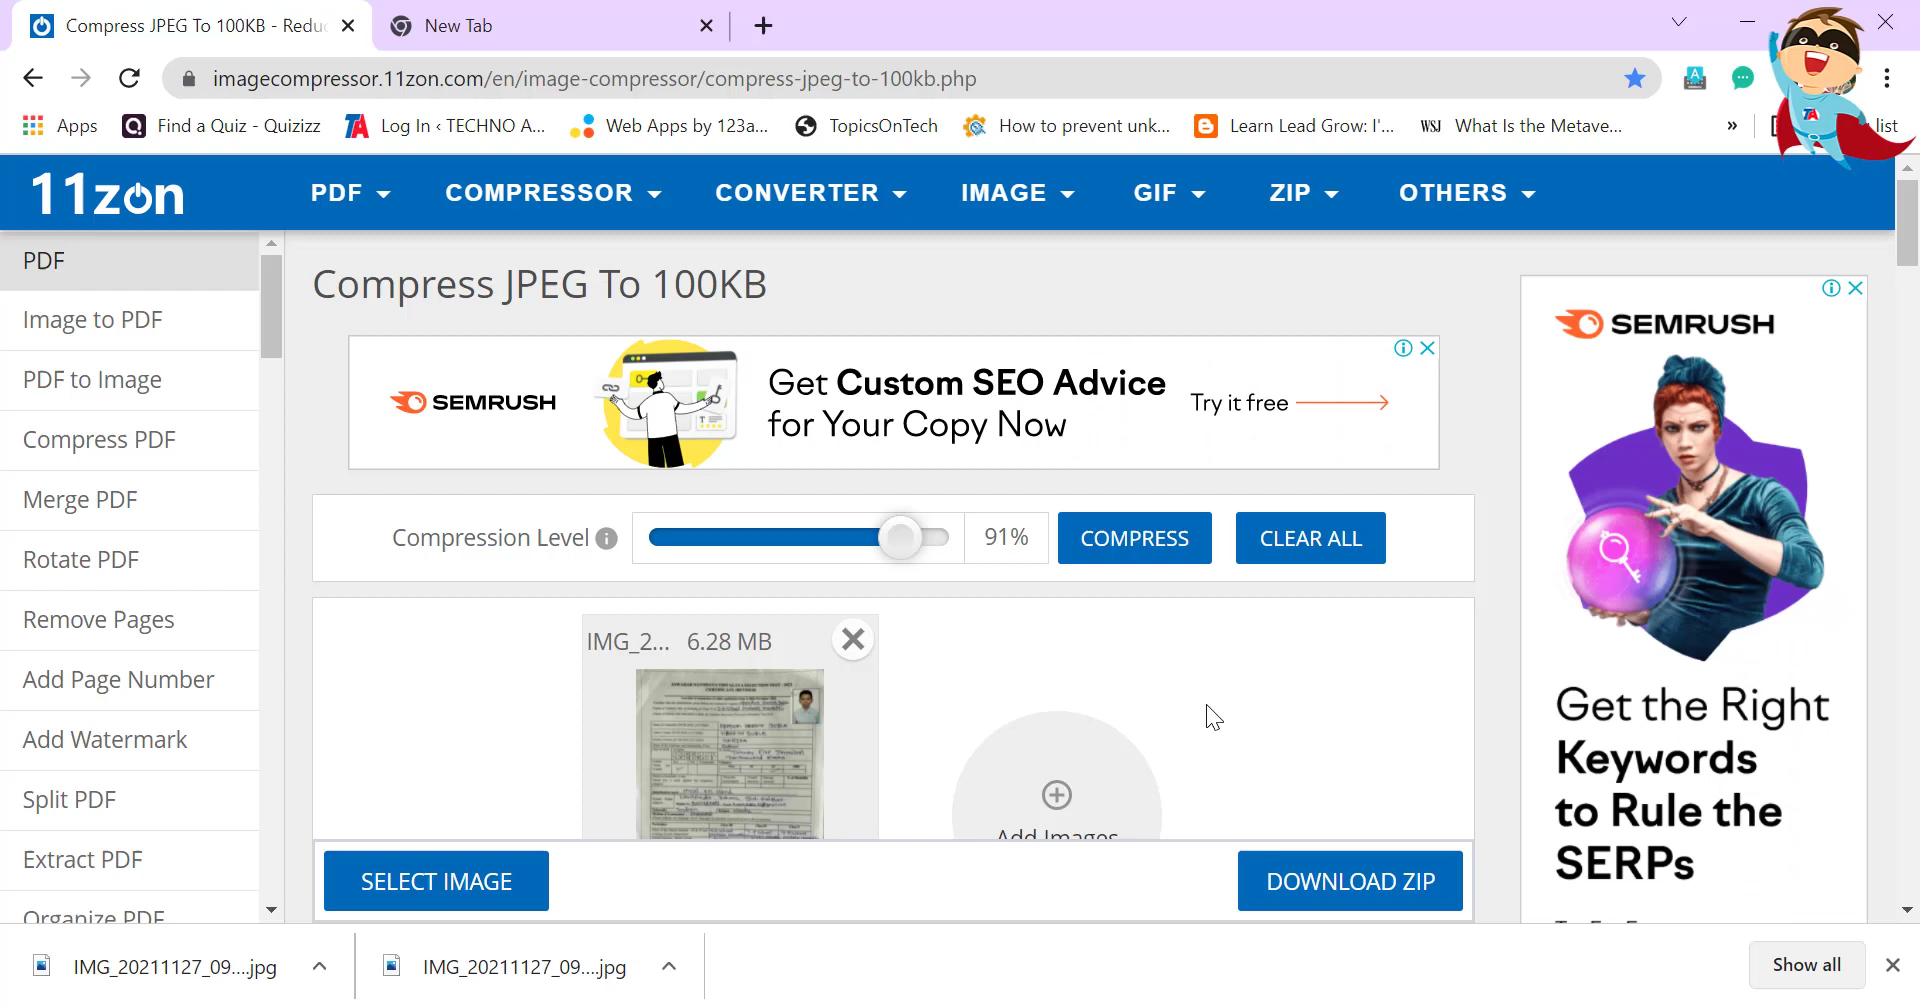 Compress JPEG To 100KB - Redu
New Tab
imagecompressor.11zon.com/en/image-compressor/compress-jpeg-to-100kb.php
Apps
Find a Quiz - Quizizz
TA
Log In ‹ TECHNO A...
Web Apps by 123a...
TopicsOnTech
How to prevent unk...
Learn Lead Grow: I'...
WSJ
What Is the Metave...
»
list
TA
11zon
PDF
COMPRESSOR
CONVERTER
IMAGE
GIF
ZIP
OTHERS
PDF
Image to PDF
PDF to Image
Compress PDF
Merge PDF
Rotate PDF
Remove Pages
Add Page Number
Add Watermark
Split PDF
Extract PDF
Organize PDF
Compress JPEG To 100KB
SEMRUSH
Get Custom SEO Advice
for Your Copy Now
Try it free
Compression Level
91%
COMPRESS
CLEAR ALL
IMG_2...
6.28 MB
Add Images
SELECT IMAGE
DOWNLOAD ZIP
SEMRUSH
Get the Right
Keywords
to Rule the
SERPs
IMG_20211127_09....jpg
IMG_20211127_09....jpg
Show all